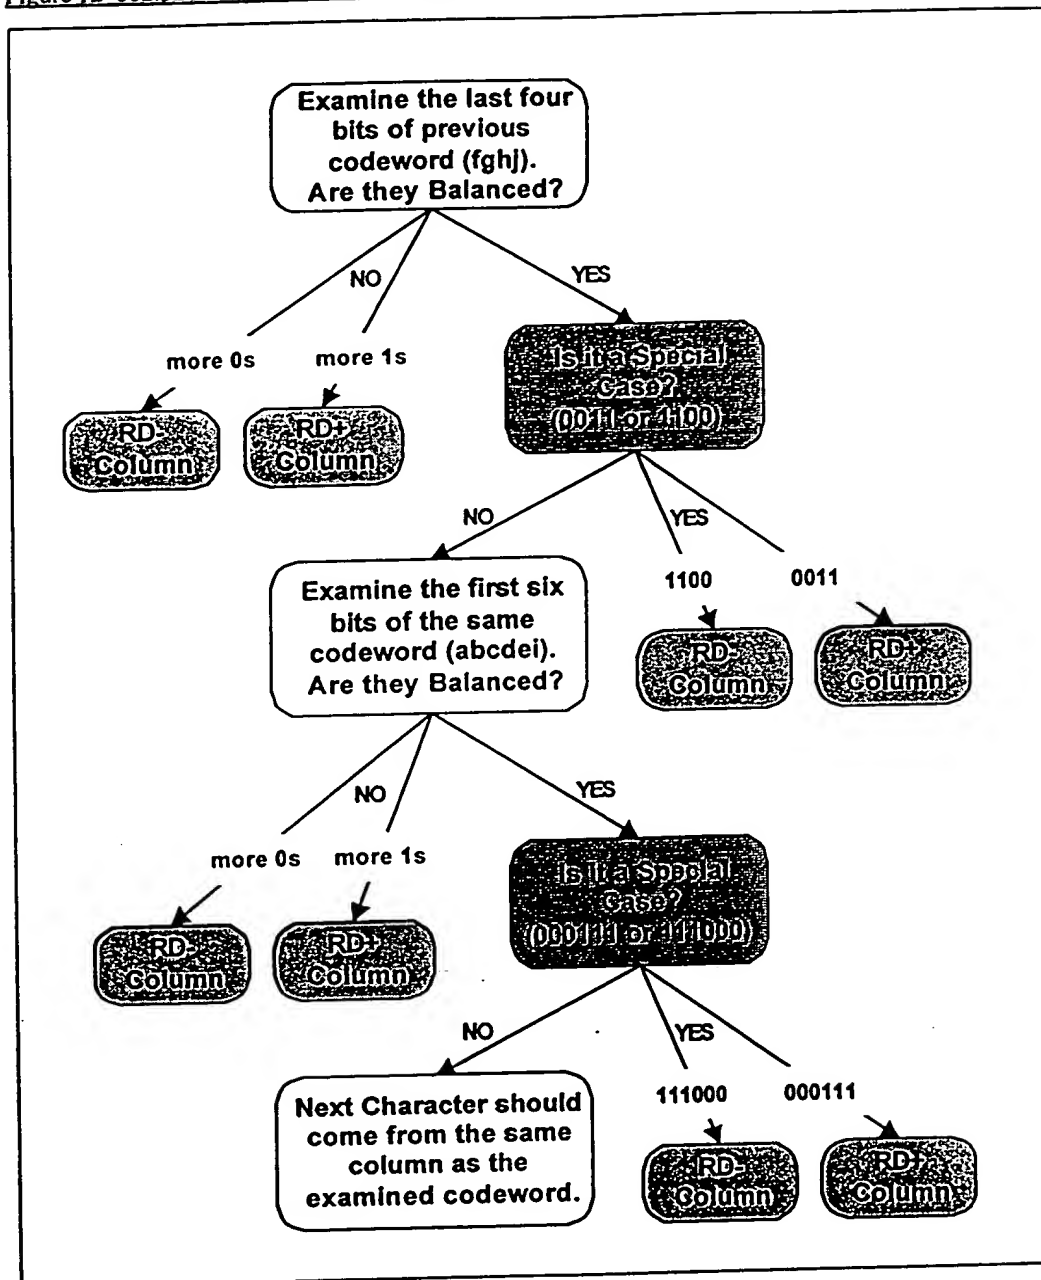 Examine the last four
bits of previous
codeword (fghj).
Are they Balanced?
NO
YES
more 0s
more 1s
RD-
Column
RD+
Column
Is it a Special
Case?
(0011 or 1100)
NO
YES
1100
0011
Examine the first six
bits of the same
codeword (abcdei).
Are they Balanced?
RD-
Column
RD+
Column
NO
YES
more 0s
more 1s
RD-
Column
RD+
Column
Is it a Special
Case?
(000111 or 111000)
NO
YES
111000
000111
Next Character should
come from the same
column as the
examined codeword.
RD-
Column
RD+
Column